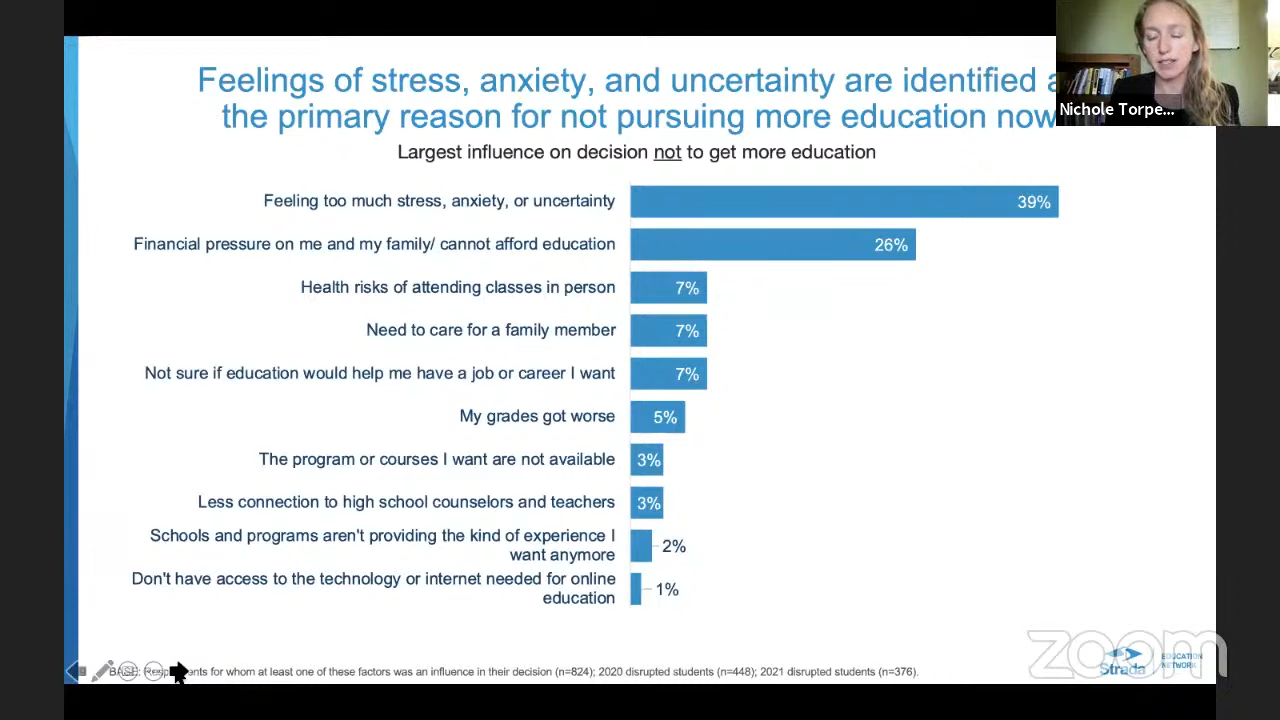 Feelings of stress, anxiety, and uncertainty are identified
the primary reason for not pursuing more education now
Largest influence on decision not to get more education
Nichole Torpe...
Feeling too much stress, anxiety, or uncertainty
39%
Financial pressure on me and my family/ cannot afford education
26%
Health risks of attending classes in person
7%
Need to care for a family member
7%
Not sure if education would help me have a job or career I want
7%
My grades got worse
5%
The program or courses I want are not available
3%
Less connection to high school counselors and teachers
3%
Schools and programs aren't providing the kind of experience I
want anymore
2%
Don't have access to the technology or internet needed for online
education
1%
for whom at least one of these factors was an influence in their decision (n=824); 2020 disrupted students (n=448); 2021 disrupted students (n=376).
zoom
Strada
EDUCATION
NETWORK